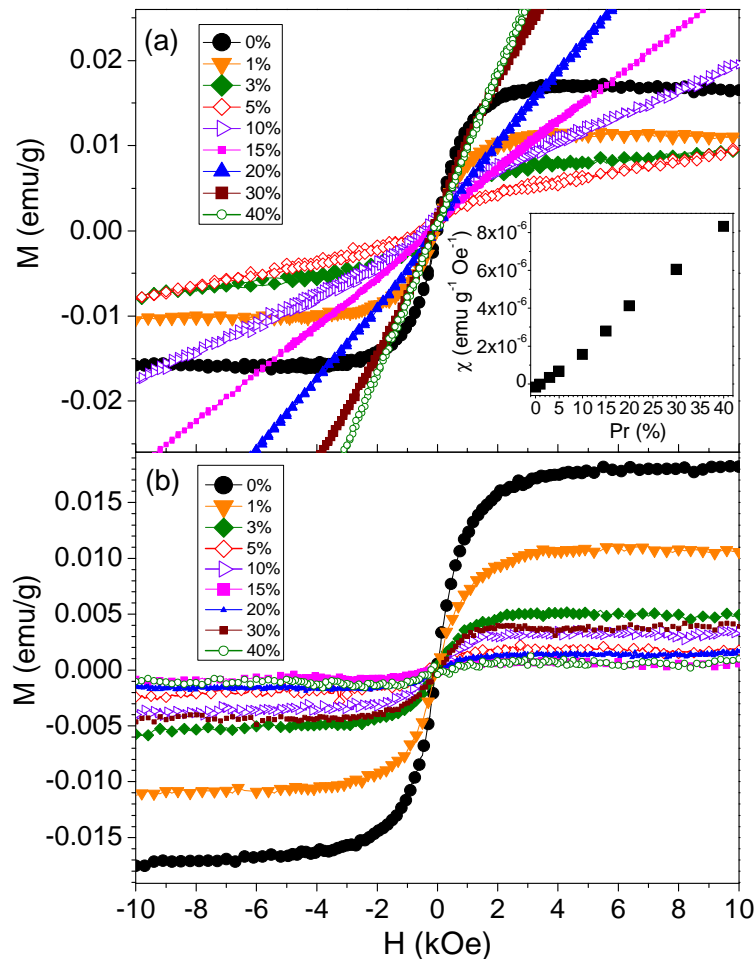 (a)
0%
1%
3%
5%
10%
15%
20%
30%
40%
0.02
0.01
0.00
-0.01
-0.02
M (emu/g)
8x10-6
6x10-6
4x10-6
2x10-6
0
χ (emu g-1 Oe-1)
0 5 10 15 20 25 30 35 40
Pr (%)
(b)
0%
1%
3%
5%
10%
15%
20%
30%
40%
0.015
0.010
0.005
0.000
-0.005
-0.010
-0.015
M (emu/g)
-10 -8 -6 -4 -2 0 2 4 6 8 10
H (kOe)